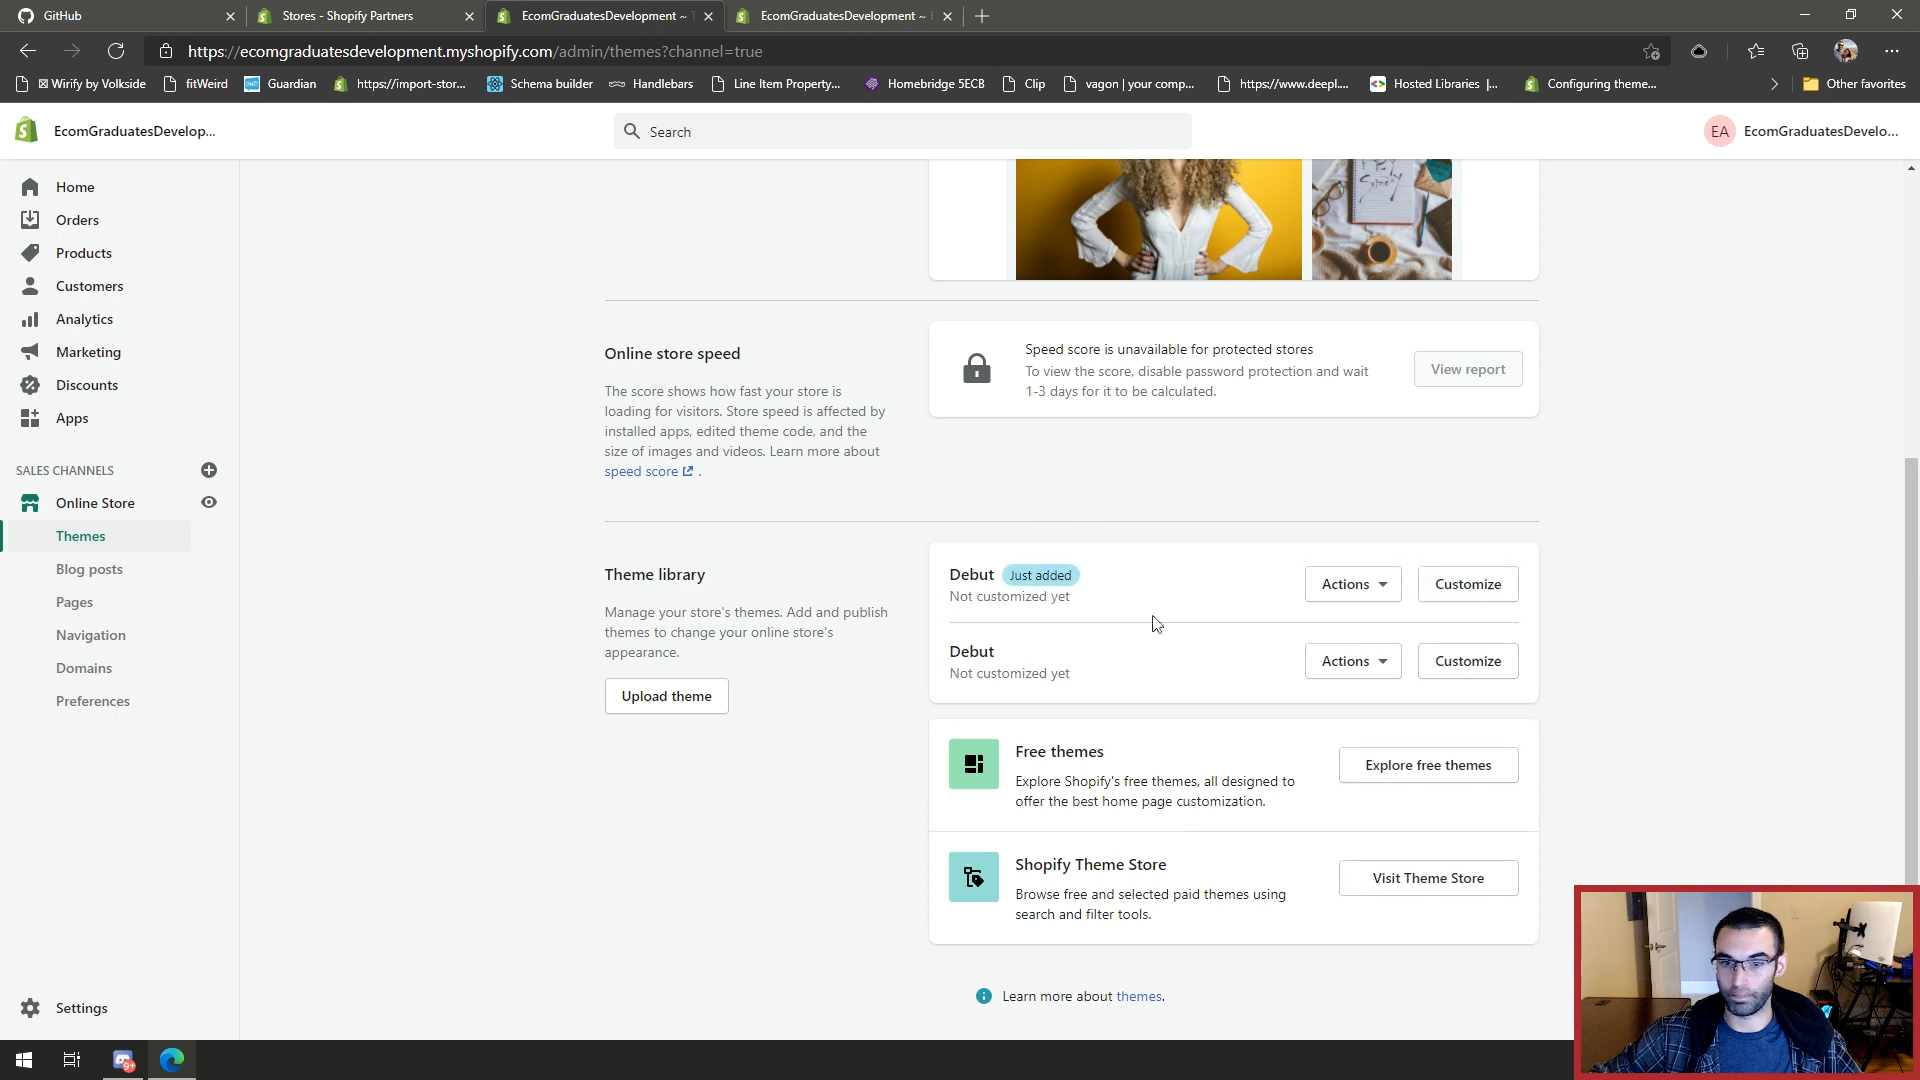 GitHub
Stores - Shopify Partners
EcomGraduatesDevelopment ~ T
EcomGraduatesDevelopment ~ E
https://ecomgraduatesdevelopment.myshopify.com/admin/themes?channel=true
Wirify by Volkside
fitWeird
Guardian
https://import-stor...
Schema builder
Handlebars
Line Item Property...
Homebridge 5ECB
Clip
vagon | your comp...
https://www.deepl....
Hosted Libraries |...
Configuring theme...
Other favorites
EcomGraduatesDevelop...
Search
EA
EcomGraduatesDevelo...
Home
Orders
Products
Customers
Analytics
Marketing
Discounts
Apps
SALES CHANNELS
Online Store
Themes
Blog posts
Pages
Navigation
Domains
Preferences
Settings
Online store speed
The score shows how fast your store is
loading for visitors. Store speed is affected by
installed apps, edited theme code, and the
size of images and videos. Learn more about
speed score .
Speed score is unavailable for protected stores
To view the score, disable password protection and wait
1-3 days for it to be calculated.
View report
Theme library
Manage your store's themes. Add and publish
themes to change your online store's
appearance.
Upload theme
Debut Just added
Not customized yet
Actions
Customize
Debut
Not customized yet
Actions
Customize
Free themes
Explore Shopify's free themes, all designed to
offer the best home page customization.
Explore free themes
Shopify Theme Store
Browse free and selected paid themes using
search and filter tools.
Visit Theme Store
Learn more about themes.
9+